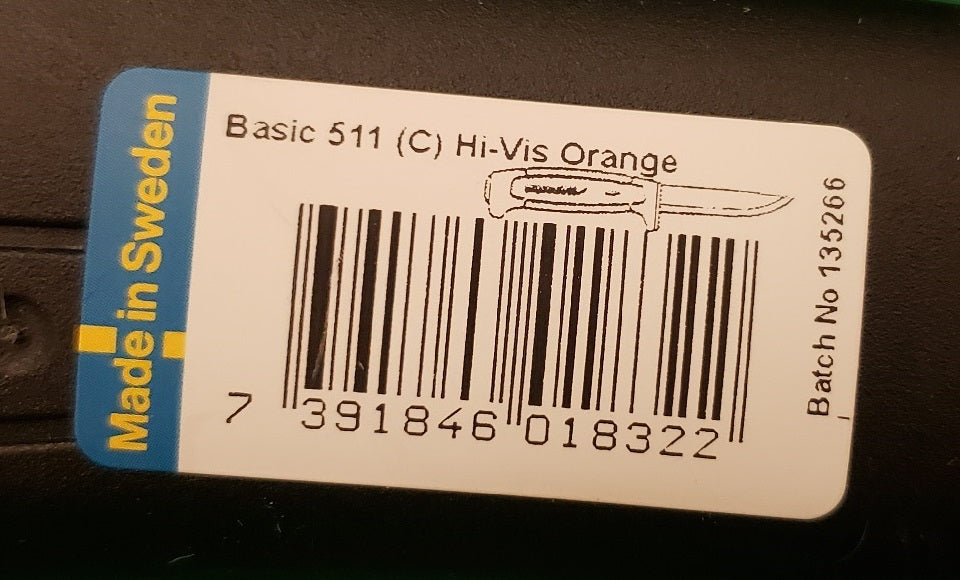 Made in Sweden
Basic 511 (C) Hi-Vis Orange
7 391846 018322
Batch No 135266